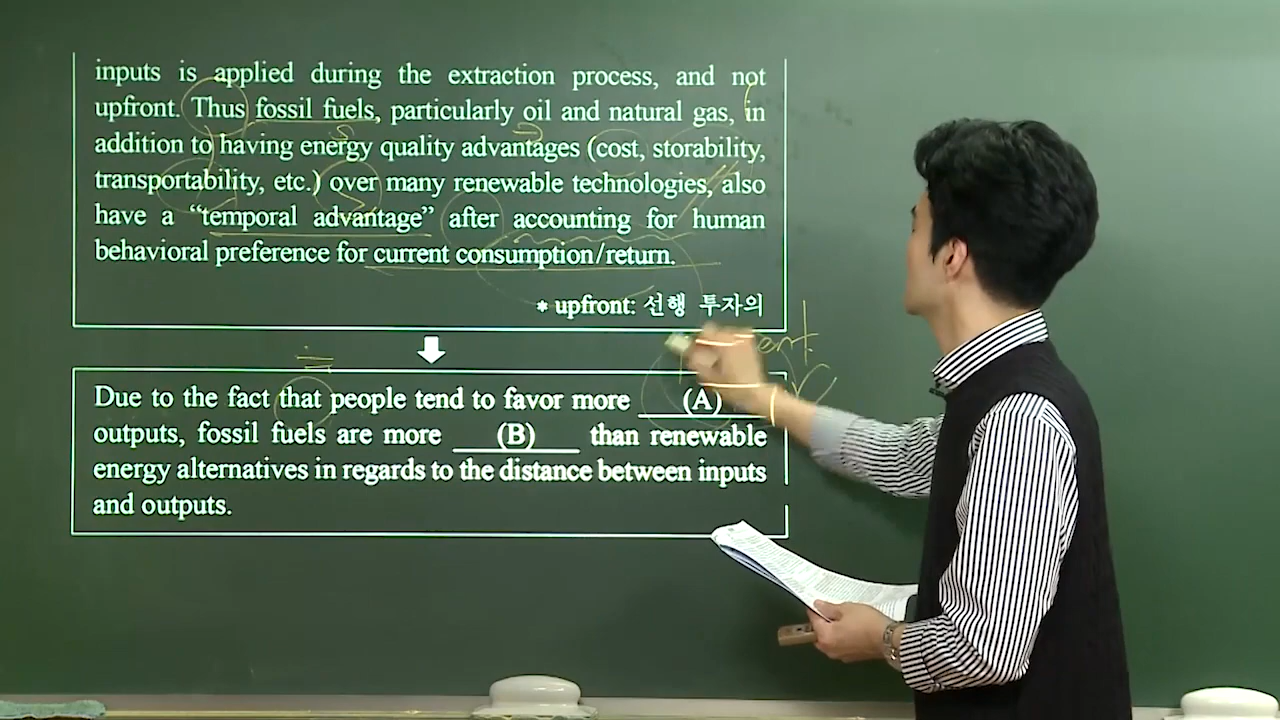 inputs is applied during the extraction process, and not
upfront. Thus fossil fuels, particularly oil and natural gas, in
addition to having energy quality advantages (cost, storability,
transportability, etc.) over many renewable technologies, also
have a “temporal advantage” after accounting for human
behavioral preference for current consumption/return.
* upfront: 선행 투자의
Due to the fact that people tend to favor more (A)
outputs, fossil fuels are more (B) than renewable
energy alternatives in regards to the distance between inputs
and outputs.